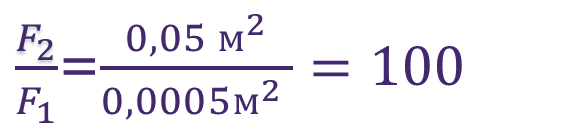 F₂/F₁ = 0,05 м² / 0,0005м² = 100